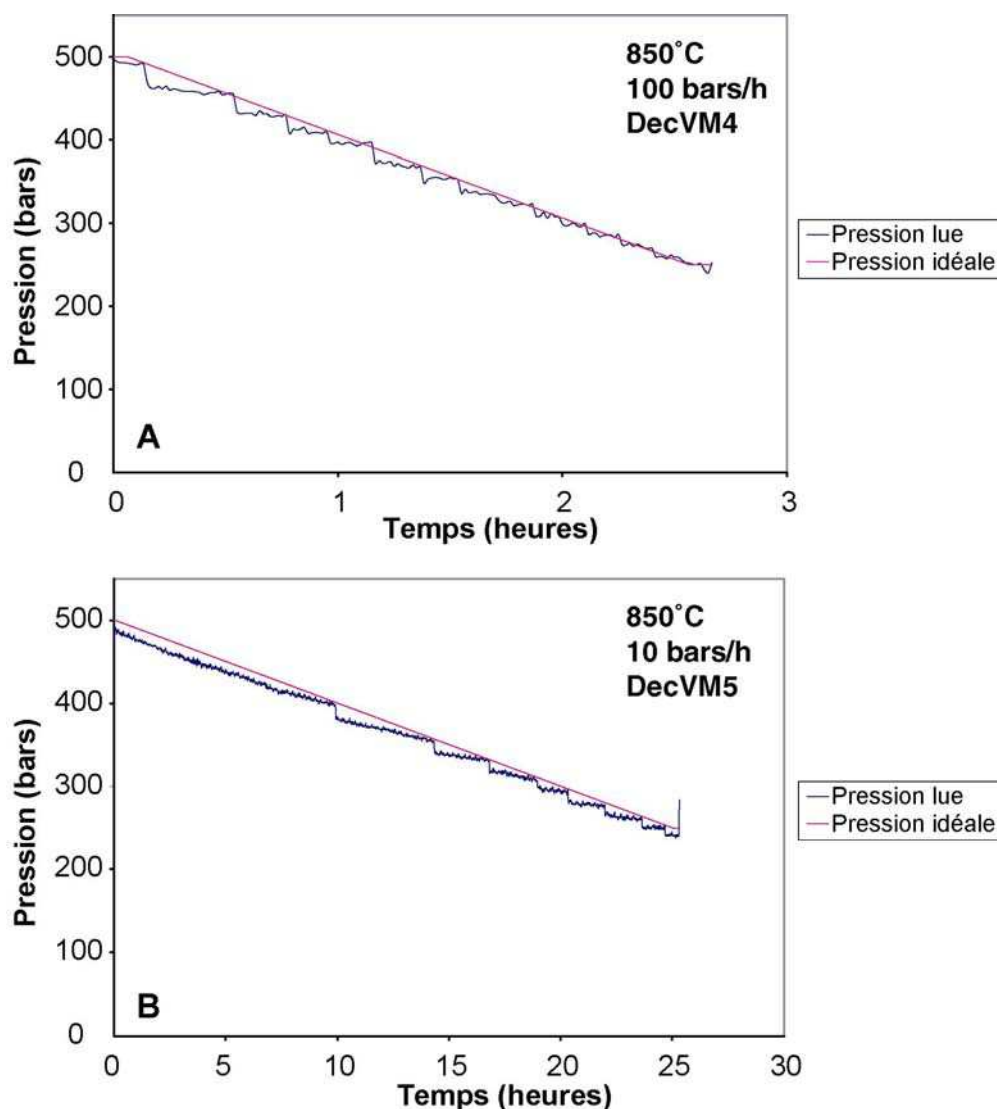 500
400
300
200
100
0
Pression (bars)
850°C
100 bars/h
DecVM4
A
0 1 2 3
Temps (heures)
Pression lue
Pression idéale
500
400
300
200
100
0
Pression (bars)
850°C
10 bars/h
DecVM5
B
0 5 10 15 20 25 30
Temps (heures)
Pression lue
Pression idéale